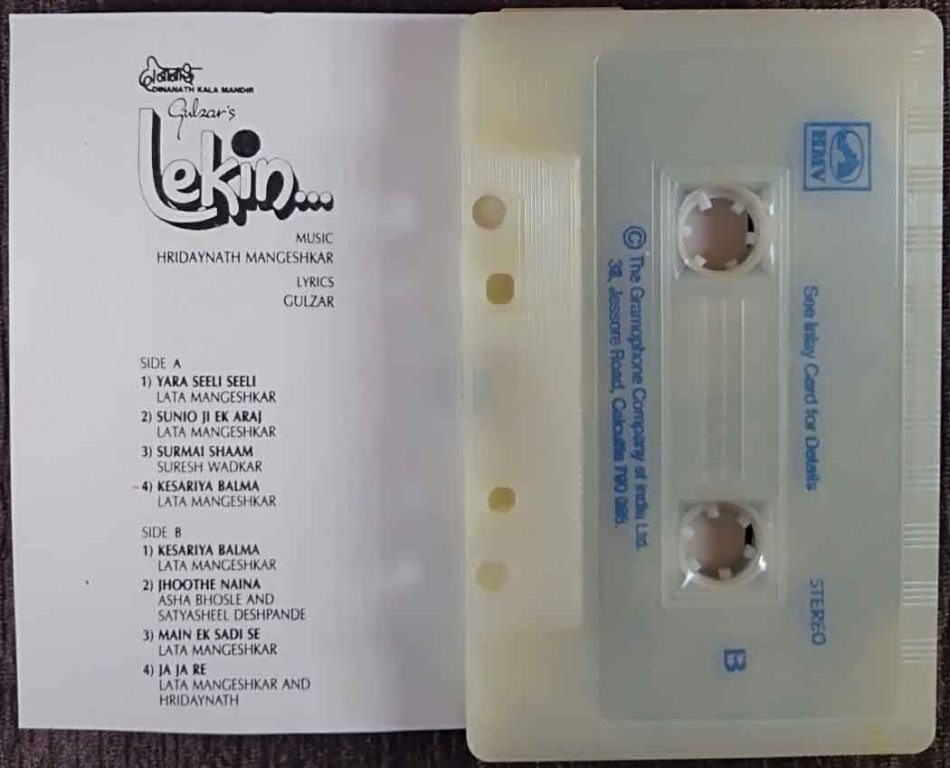 DINANATH KALA MANDIR
Gulzar's
Lekin...
MUSIC
HRIDAYNATH MANGESHKAR
LYRICS
GULZAR
SIDE A
1) YARA SEELI SEELI
LATA MANGESHKAR
2) SUNIO JI EK ARAJ
LATA MANGESHKAR
3) SURMAI SHAAM
SURESH WADKAR
4) KESARIYA BALMA
LATA MANGESHKAR
SIDE B
1) KESARIYA BALMA
LATA MANGESHKAR
2) JHOOTHE NAINA
ASHA BHOSLE AND
SATYASHEEL DESHPANDE
3) MAIN EK SADI SE
LATA MANGESHKAR
4) JA JA RE
LATA MANGESHKAR AND
HRIDAYNATH
HMV
See Inlay Card for Details
STEREO
© The Gramophone Company of India Ltd.
33, Jessore Road, Calcutta 700 028.
B